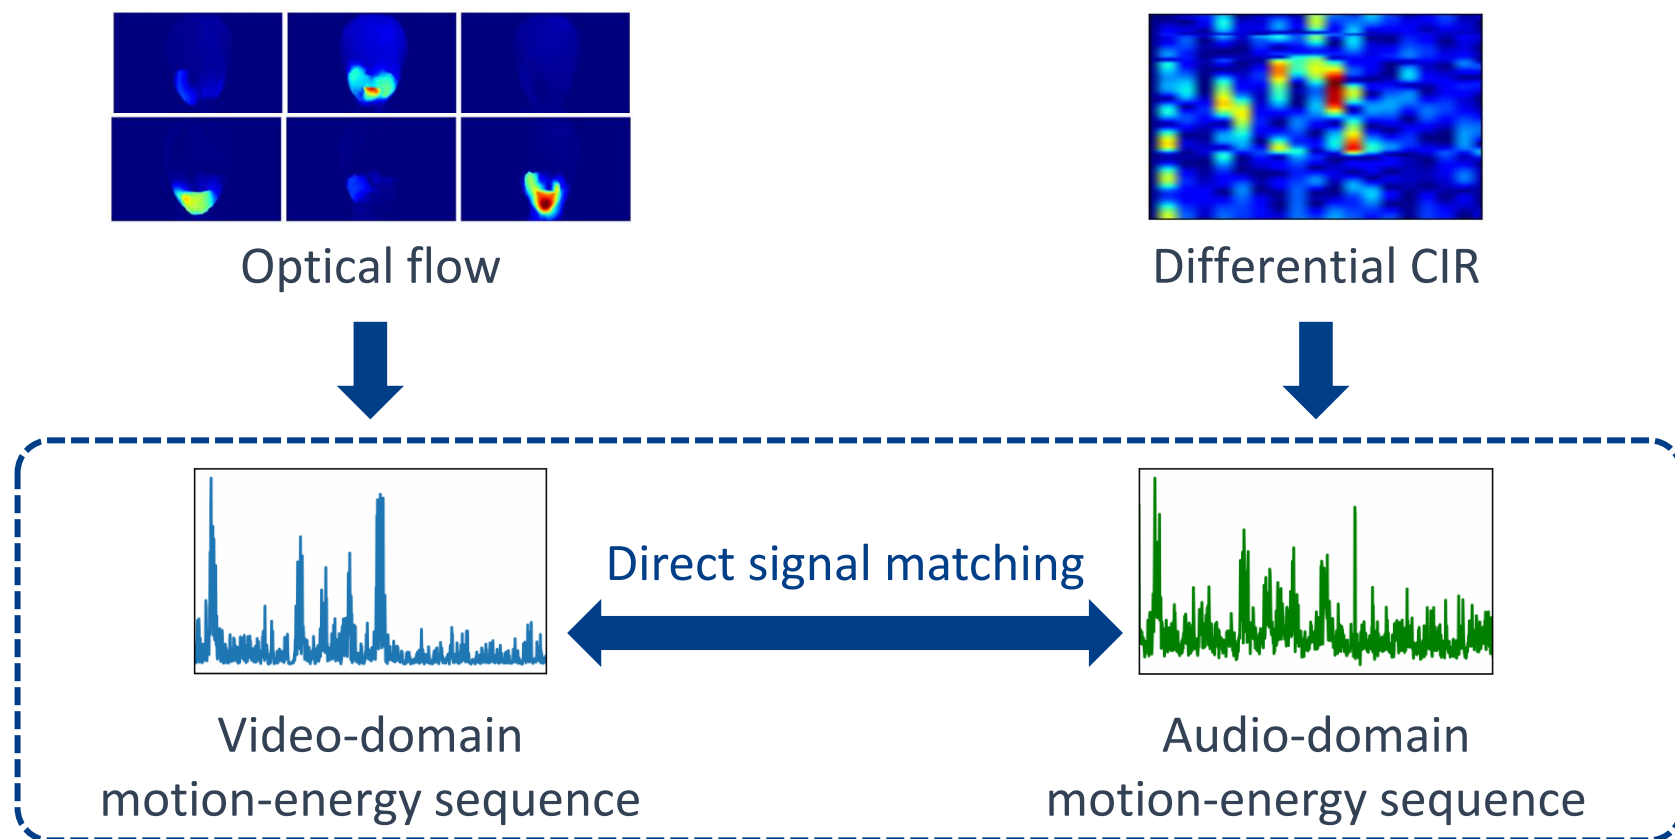 Optical flow
Differential CIR
Direct signal matching
Video-domain
motion-energy sequence
Audio-domain
motion-energy sequence